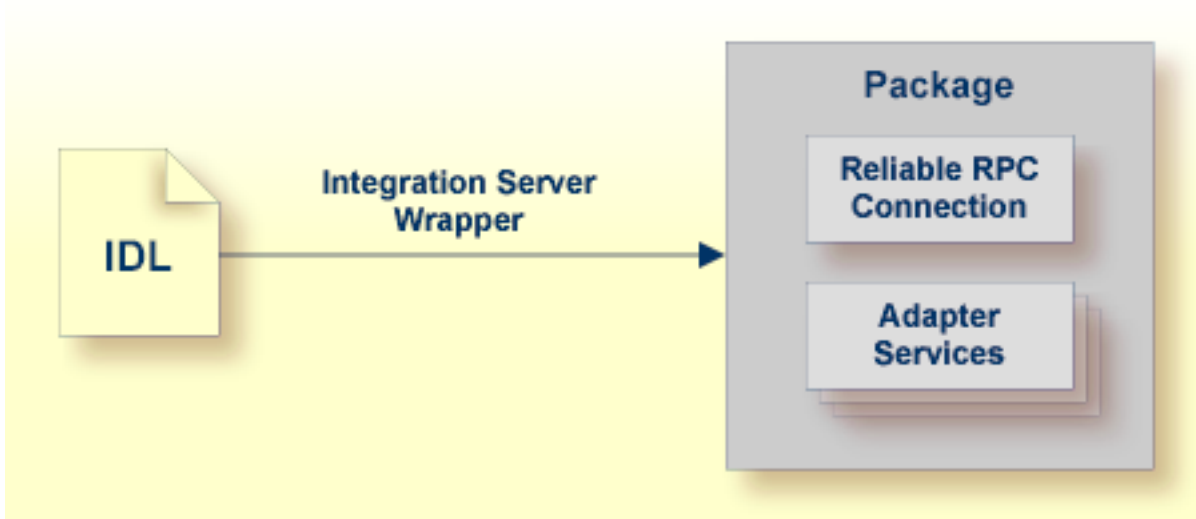 Package
Reliable RPC
Connection
Integration Server
Wrapper
IDL
Adapter
Services